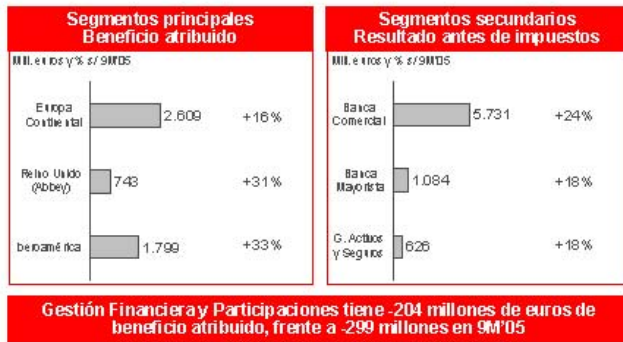 Segmentos principales
Beneficio atribuido
Mill. euros y % s/ 9M'05
Europa
Continental
2.609
+16%
Reino Unido
(Abbey)
743
+31%
beroamérica
1.799
+33%
Segmentos secundarios
Resultado antes de impuestos
Mill. euros y % s/ 9M'05
Banca
Comercial
5.731
+24%
Banca
Mayorista
1.084
+18%
G. Activos
y Seguros
626
+18%
Gestión Financiera y Participaciones tiene -204 millones de euros de
beneficio atribuido, frente a -299 millones en 9M'05